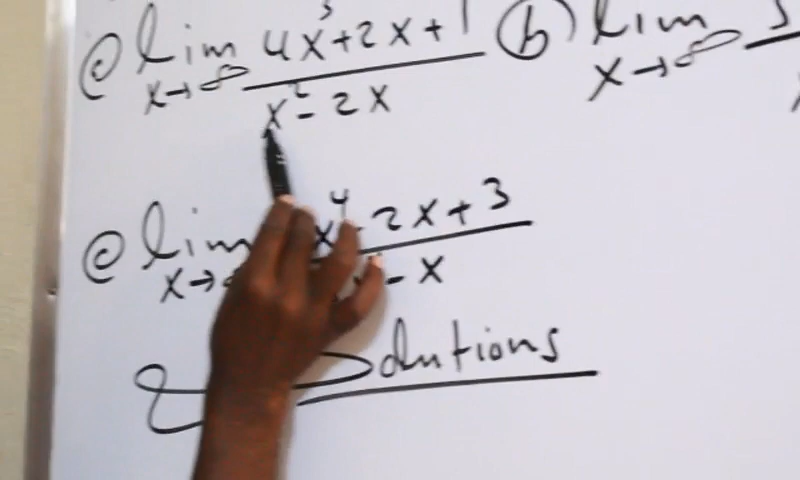 @ lim 4x³+2x+1 (b) lim
x→∞ x²-2x x→∞
@ lim x⁴-2x+3
x→ - x
Solutions